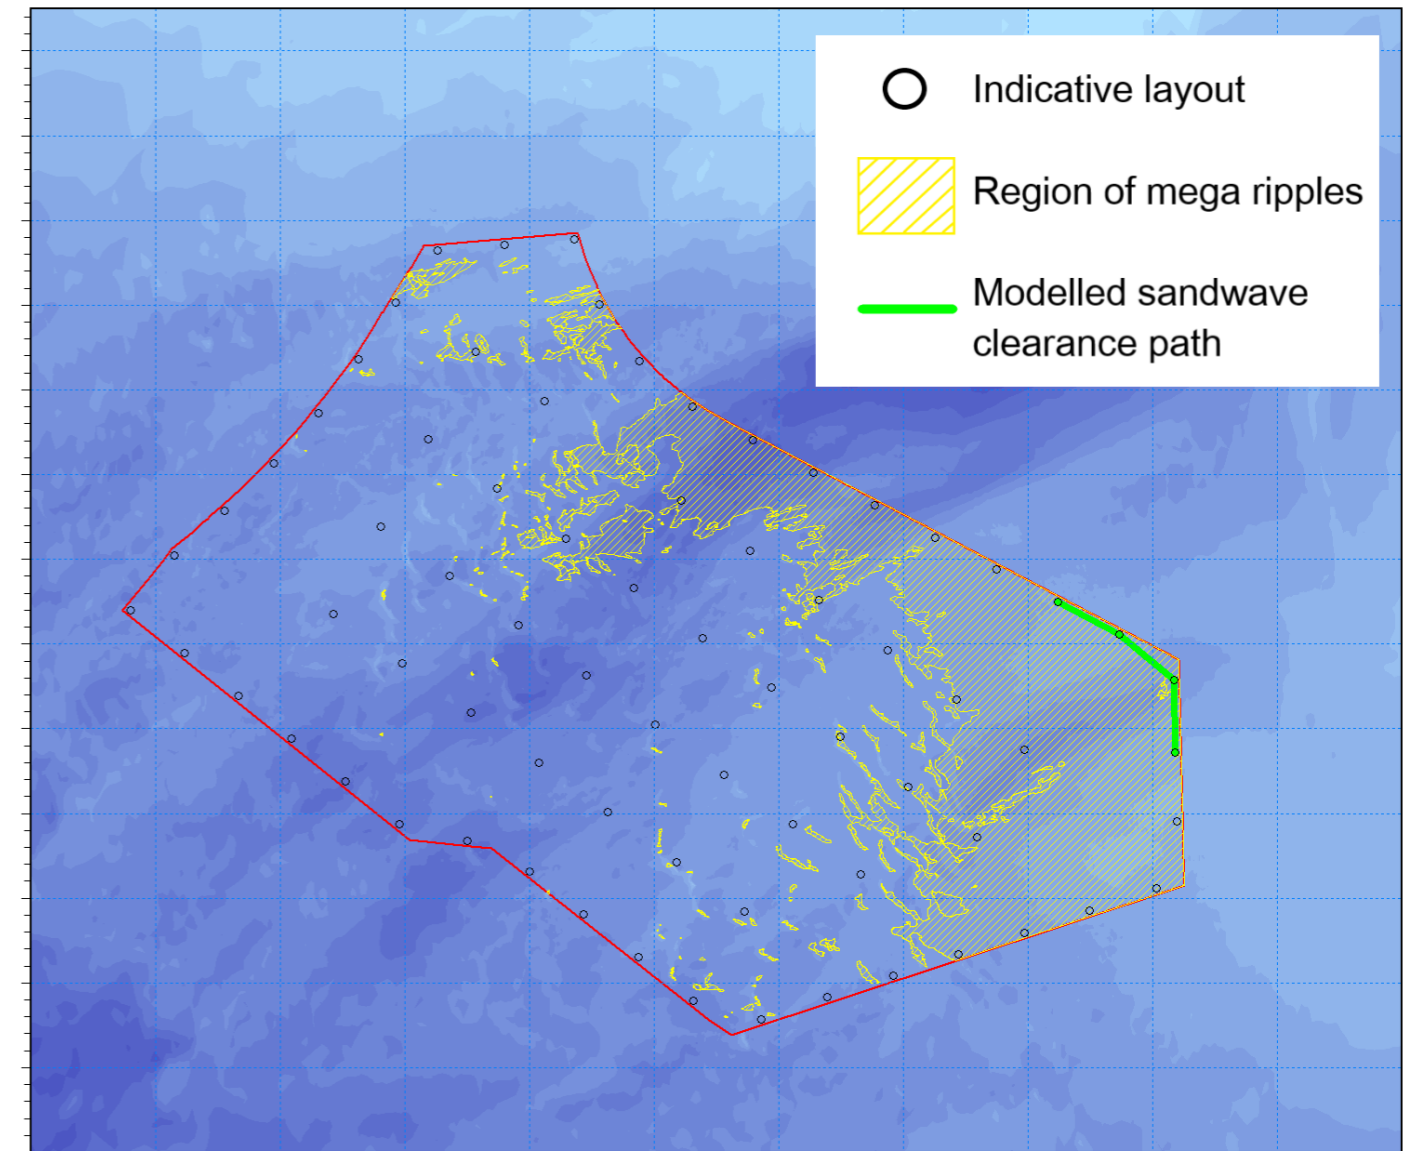 Indicative layout
Region of mega ripples
Modelled sandwave
clearance path